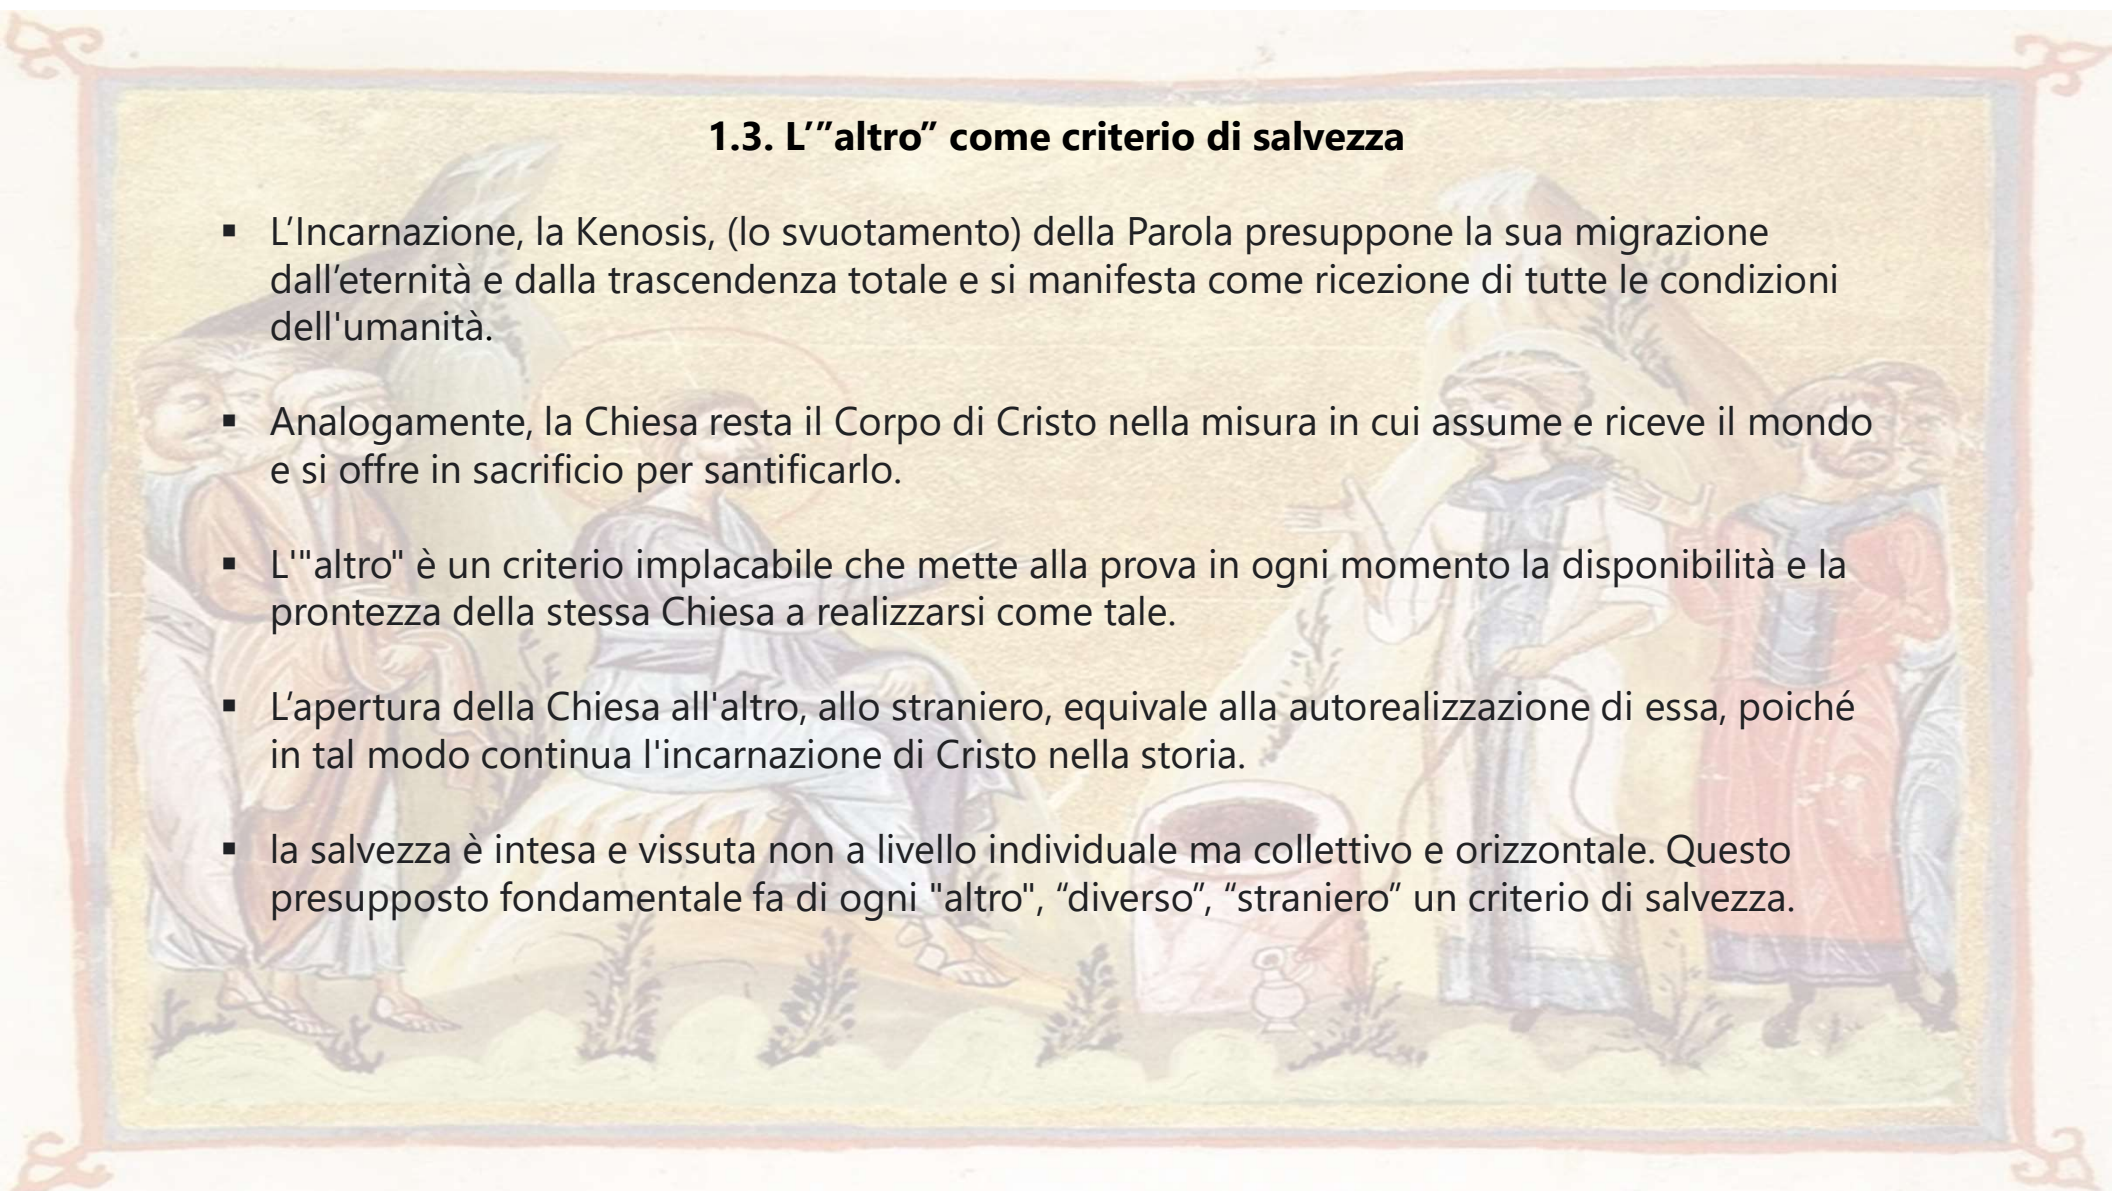 1.3. L’”altro” come criterio di salvezza
▪ L’Incarnazione, la Kenosis, (lo svuotamento) della Parola presuppone la sua migrazione
dall’eternità e dalla trascendenza totale e si manifesta come ricezione di tutte le condizioni
dell'umanità.
▪ Analogamente, la Chiesa resta il Corpo di Cristo nella misura in cui assume e riceve il mondo
e si offre in sacrificio per santificarlo.
▪ L'"altro" è un criterio implacabile che mette alla prova in ogni momento la disponibilità e la
prontezza della stessa Chiesa a realizzarsi come tale.
▪ L’apertura della Chiesa all'altro, allo straniero, equivale alla autorealizzazione di essa, poiché
in tal modo continua l'incarnazione di Cristo nella storia.
▪ la salvezza è intesa e vissuta non a livello individuale ma collettivo e orizzontale. Questo
presupposto fondamentale fa di ogni "altro", “diverso”, “straniero” un criterio di salvezza.